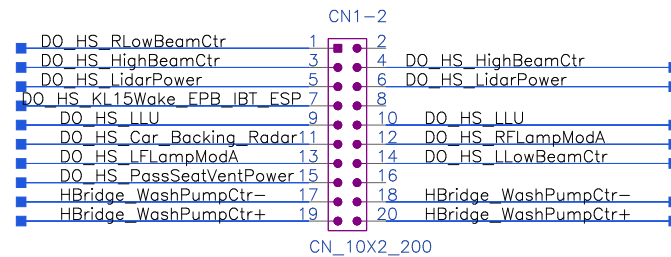 CN1-2
DO_HS_RLowBeamCtr 1 2
DO_HS_HighBeamCtr 3 4 DO_HS_HighBeamCtr
DO_HS_LidarPower 5 6 DO_HS_LidarPower
DO_HS_KL15Wake_EPB_IBT_ESP 7 8
DO_HS_LLU 9 10 DO_HS_LLU
DO_HS_Car_Backing_Radar 11 12 DO_HS_RFLampModA
DO_HS_LFLampModA 13 14 DO_HS_LLowBeamCtr
DO_HS_PassSeatVentPower 15 16
HBridge_WashPumpCtr- 17 18 HBridge_WashPumpCtr-
HBridge_WashPumpCtr+ 19 20 HBridge_WashPumpCtr+
CN_10X2_200